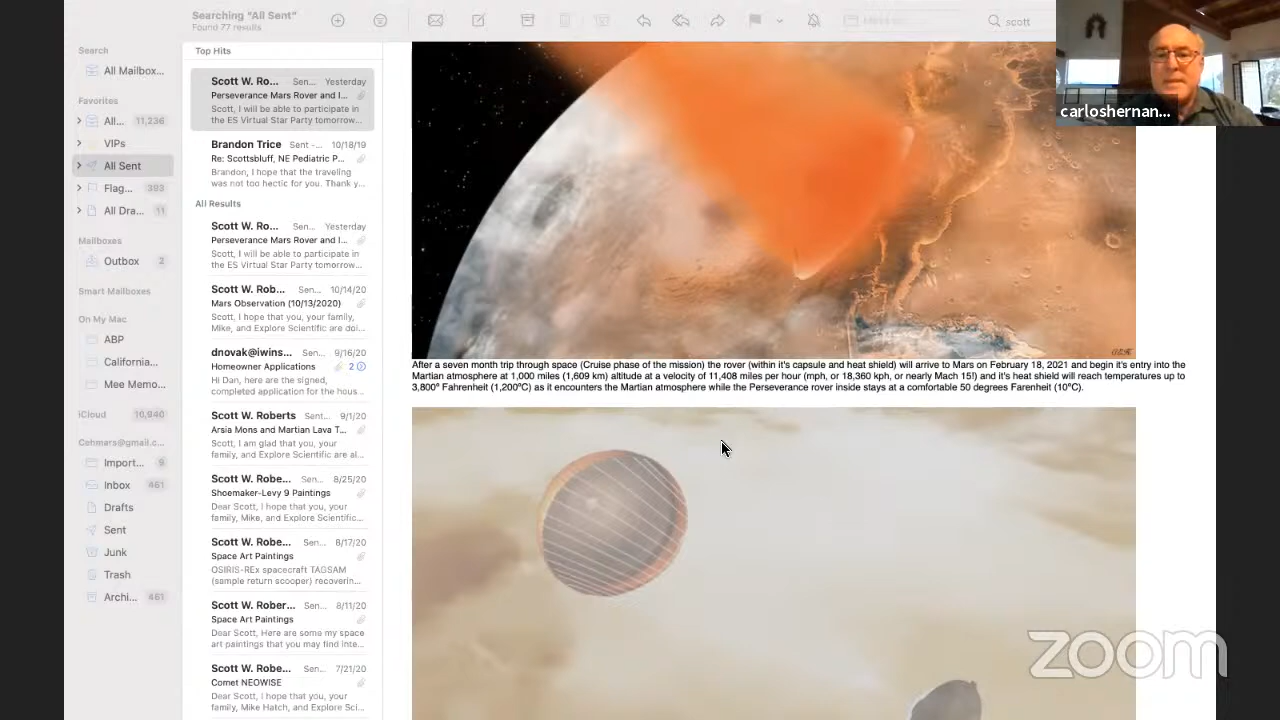 Searching "All Sent"
Found 77 results
scott
Search
All Mailbox...
Favorites
All... 11,236
VIPs
All Sent
Flag... 393
All Dra... 11
Mailboxes
Outbox 2
Smart Mailboxes
On My Mac
ABP
California...
Mee Memo...
iCloud 10,940
Cehmars@gmail.c...
Import... 9
Inbox 461
Drafts
Sent
Junk
Trash
Archi... 461
Top Hits
Scott W. Ro... Sen... Yesterday
Perseverance Mars Rover and I...
Scott, I will be able to participate in
the ES Virtual Star Party tomorrow...
Brandon Trice Sent - ... 10/18/19
Re: Scottsbluff, NE Pediatric P...
Brandon, I hope that the traveling
was not too hectic for you. Thank y...
All Results
Scott W. Ro... Sen... Yesterday
Perseverance Mars Rover and I...
Scott, I will be able to participate in
the ES Virtual Star Party tomorrow...
Scott W. Rob... Sen... 10/14/20
Mars Observation (10/13/2020)
Scott, I hope that you, your family,
Mike, and Explore Scientific are doi...
dnovak@iwins... Sen... 9/16/20
Homeowner Applications 2
Hi Dan, here are the signed,
completed application for the hous...
Scott W. Roberts Sent... 9/1/20
Arsia Mons and Martian Lava T...
Scott, I am glad that you, your
family, and Explore Scientific are al...
Scott W. Robe... Sen... 8/25/20
Shoemaker-Levy 9 Paintings
Dear Scott, I hope that you, your
family, Mike, and Explore Scientific...
Scott W. Robe... Sen... 8/17/20
Space Art Paintings
OSIRIS-REx spacecraft TAGSAM
(sample return scooper) recoverin...
Scott W. Rober... Sen... 8/11/20
Space Art Paintings
Dear Scott, Here are some my space
art paintings that you may find inte...
Scott W. Robe... Sen... 7/21/20
Comet NEOWISE
Dear Scott, I hope that you, your
family, Mike Hatch, and Explore Sci...
After a seven month trip through space (Cruise phase of the mission) the rover (within it's capsule and heat shield) will arrive to Mars on February 18, 2021 and begin it's entry into the
Martian atmosphere at 1,000 miles (1,609 km) altitude at a velocity of 11,408 miles per hour (mph, or 18,360 kph, or nearly Mach 15!) and it's heat shield will reach temperatures up to
3,800º Fahrenheit (1,200ºC) as it encounters the Martian atmosphere while the Perseverance rover inside stays at a comfortable 50 degrees Farenheit (10ºC).
carloshernan...
zoom